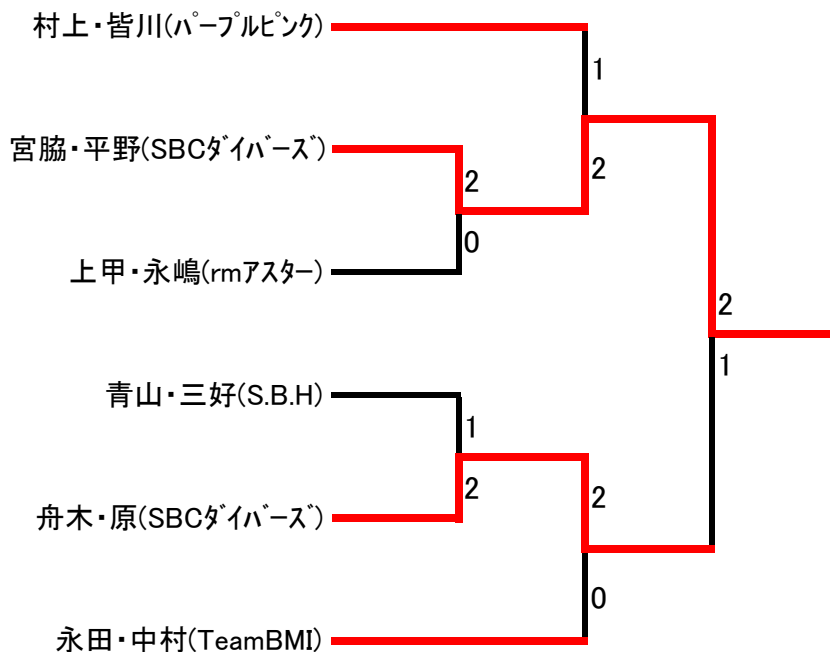 村上・皆川(ﾊﾟｰﾌﾟﾙﾋﾟﾝｸ)
1
宮脇・平野(SBCﾀﾞｲﾊﾞｰｽﾞ)
2
2
0
上甲・永嶋(rmｱｽﾀｰ)
2
1
青山・三好(S.B.H)
1
2
2
舟木・原(SBCﾀﾞｲﾊﾞｰｽﾞ)
0
永田・中村(TeamBMI)